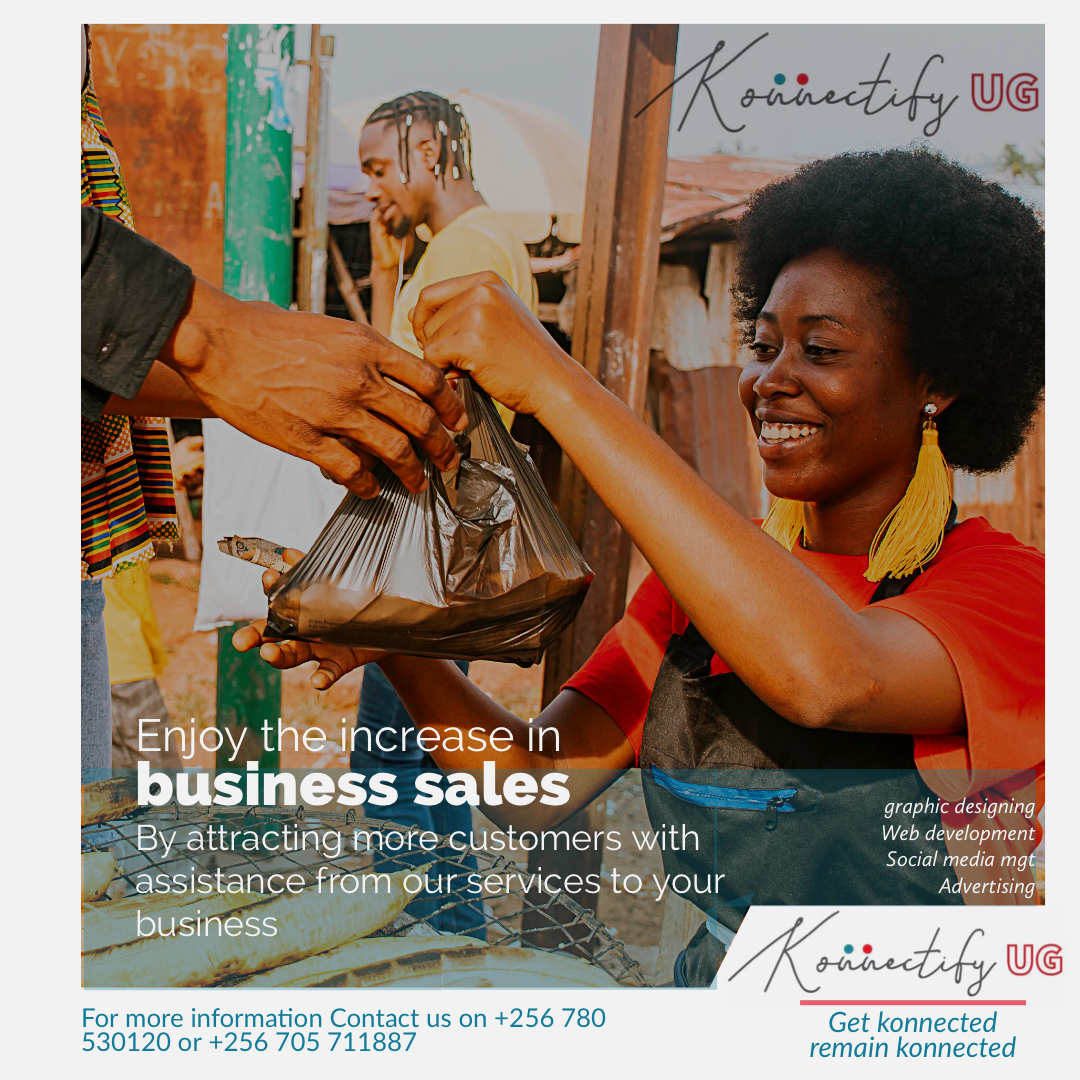 Konnectify UG
Enjoy the increase in
business sales
By attracting more customers with
assistance from our services to your
business
graphic designing
Web development
Social media mgt
Advertising
Konnectify UG
Get konnected
remain konnected
For more information Contact us on +256 780
530120 or +256 705 711887